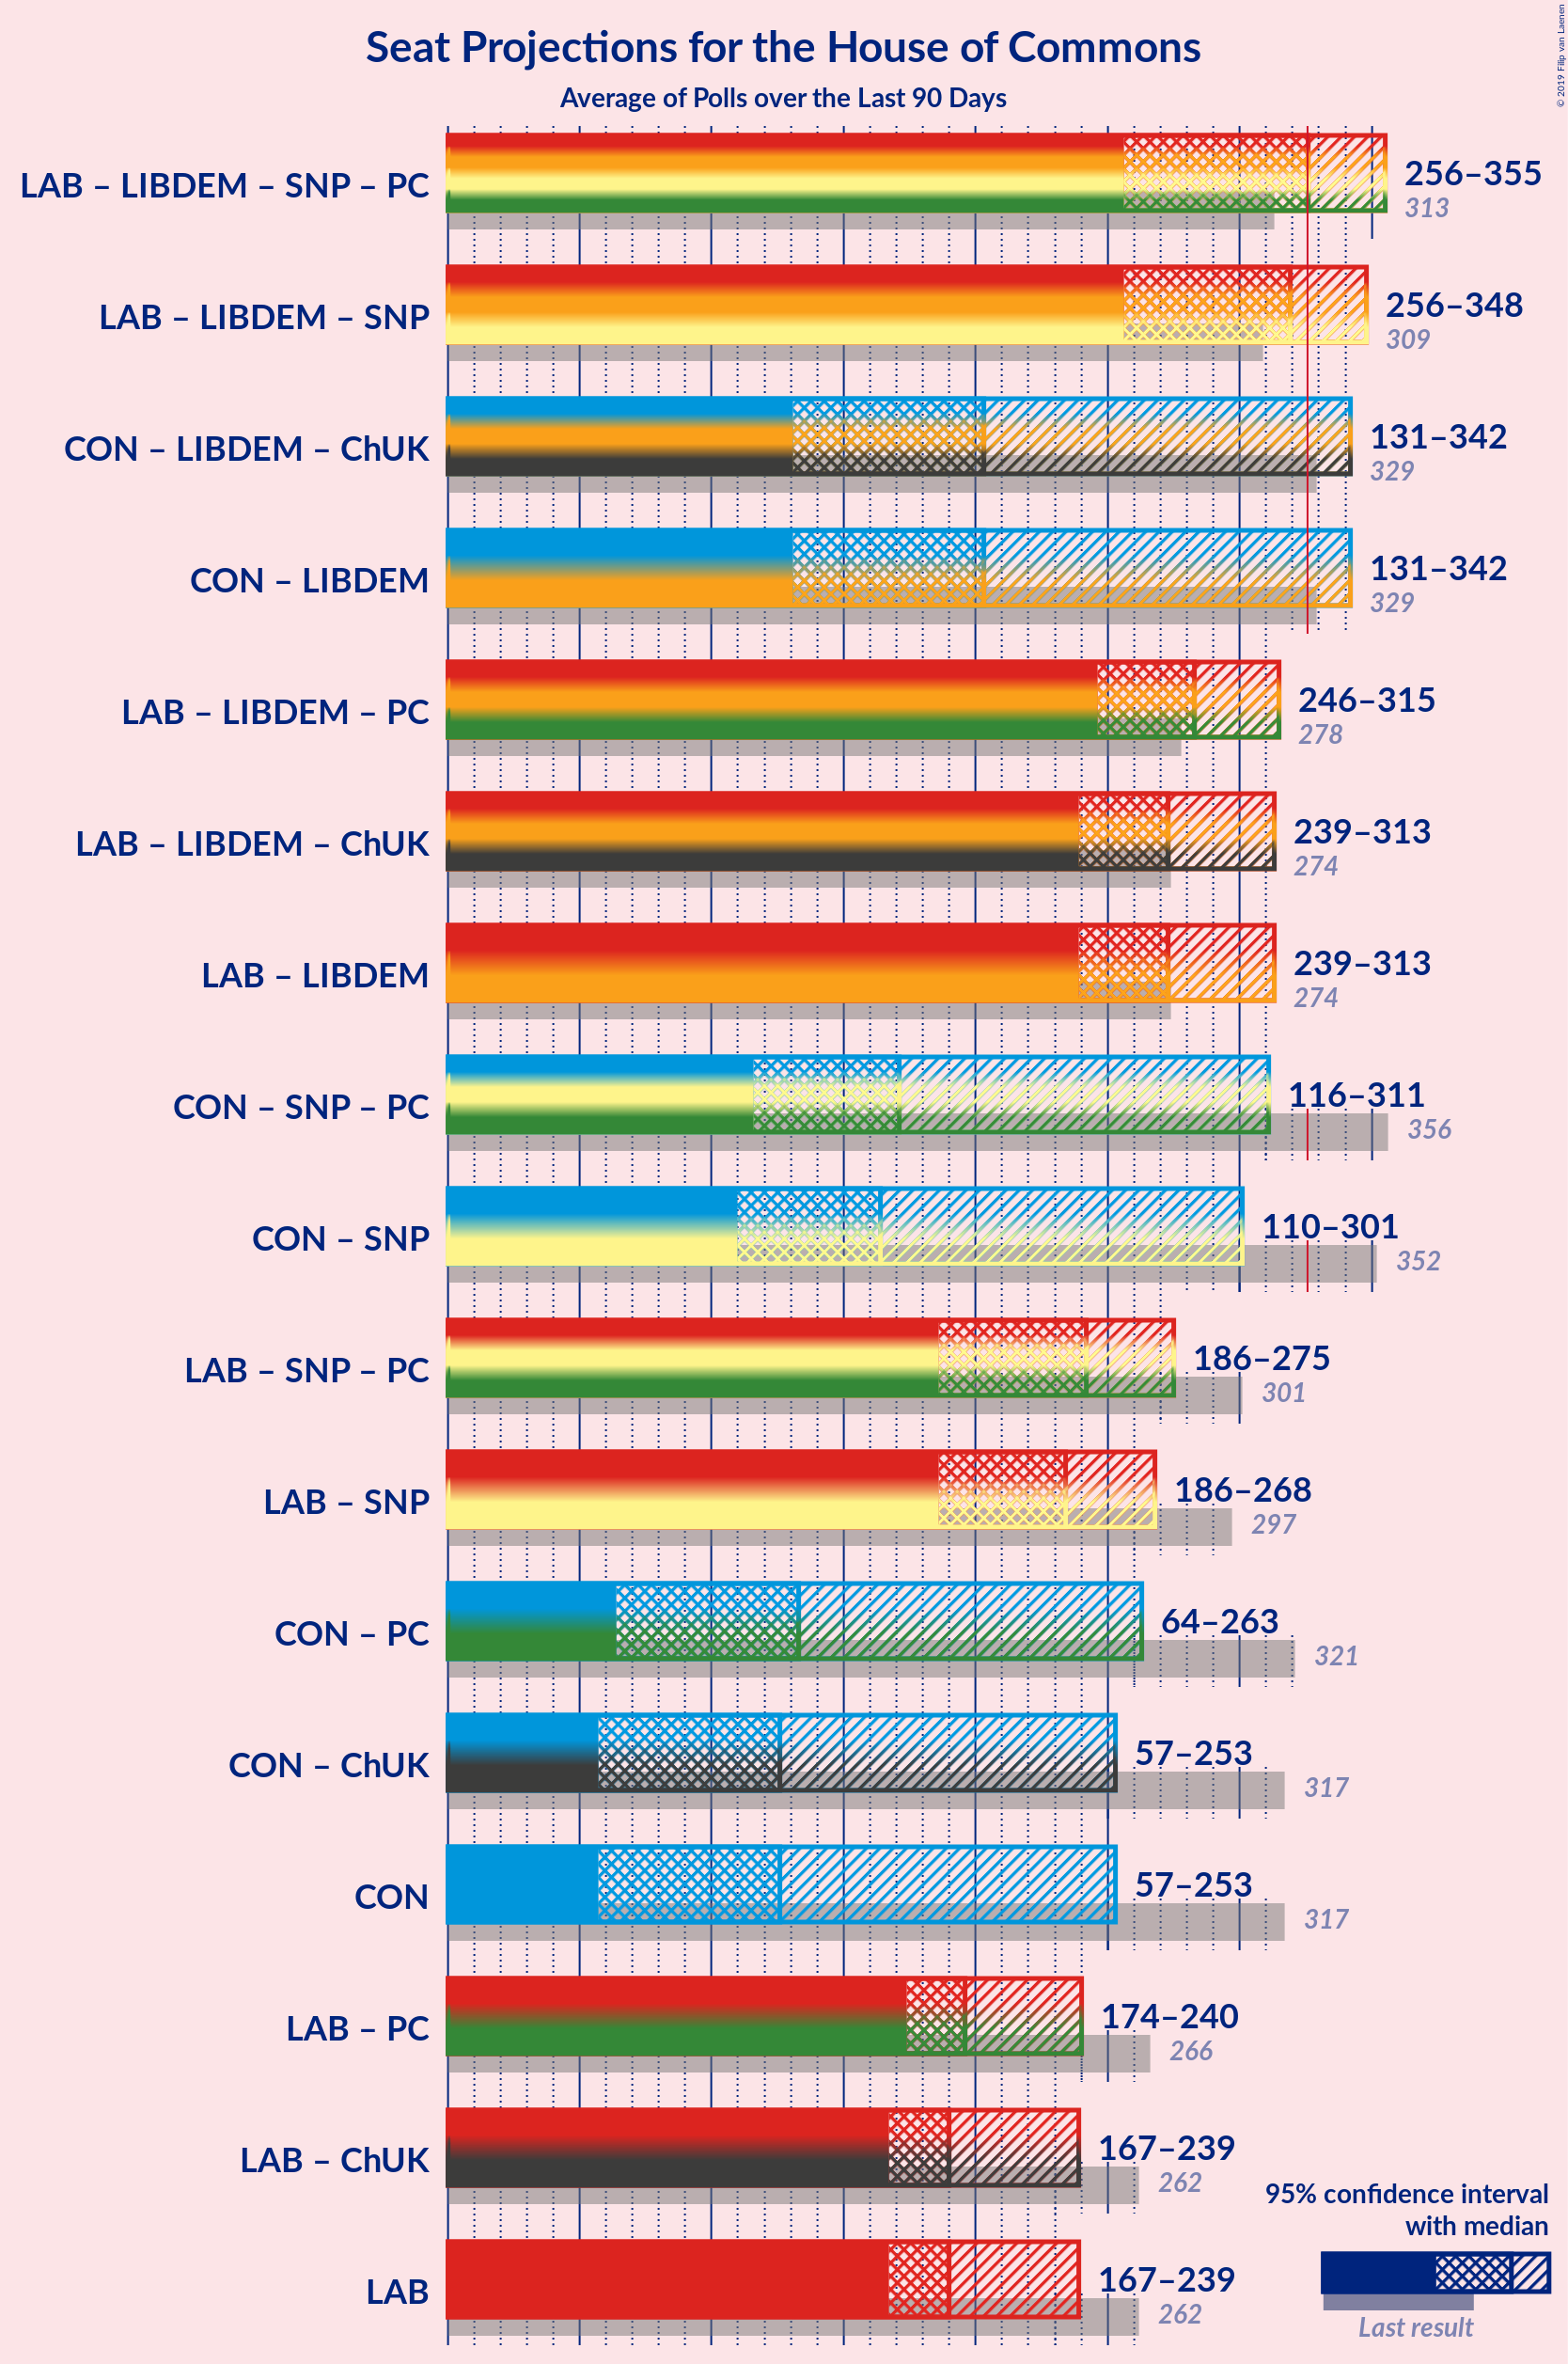 Seat Projections for the House of Commons
Average of Polls over the Last 90 Days
© 2019 Filip van Laenen
LAB – LIBDEM – SNP – PC
256–355
313
LAB – LIBDEM – SNP
256–348
309
CON – LIBDEM – ChUK
131–342
329
CON – LIBDEM
131–342
329
LAB – LIBDEM – PC
246–315
278
LAB – LIBDEM – ChUK
239–313
274
LAB – LIBDEM
239–313
274
CON – SNP – PC
116–311
356
CON – SNP
110–301
352
LAB – SNP – PC
186–275
301
LAB – SNP
186–268
297
CON – PC
64–263
321
CON – ChUK
57–253
317
CON
57–253
317
LAB – PC
174–240
266
LAB – ChUK
167–239
262
LAB
167–239
262
95% confidence interval
with median
Last result